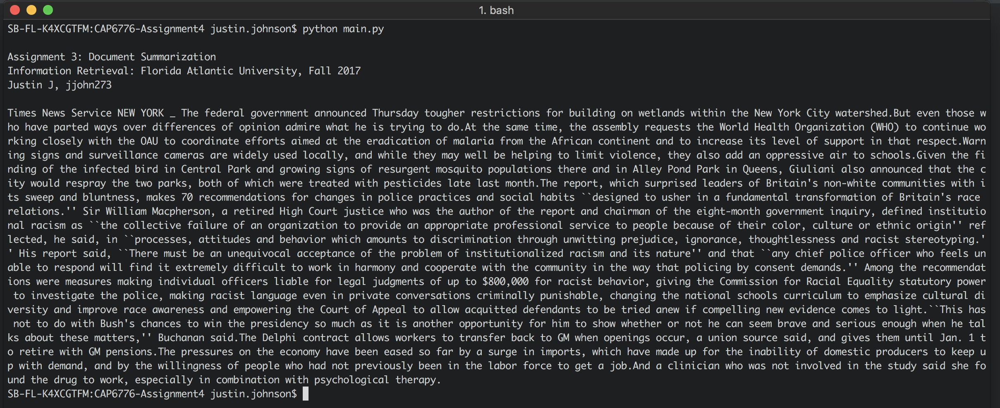 1. bash
SB-FL-K4XCGTFM:CAP6776-Assignment4 justin.johnson$ python main.py
Assignment 3: Document Summarization
Information Retrieval: Florida Atlantic University, Fall 2017
Justin J, jjohn273
Times News Service NEW YORK _ The federal government announced Thursday tougher restrictions for building on wetlands within the New York City watershed.But even those w
ho have parted ways over differences of opinion admire what he is trying to do.At the same time, the assembly requests the World Health Organization (WHO) to continue wo
rking closely with the OAU to coordinate efforts aimed at the eradication of malaria from the African continent and to increase its level of support in that respect.Warn
ing signs and surveillance cameras are widely used locally, and while they may well be helping to limit violence, they also add an oppressive air to schools.Given the fi
nding of the infected bird in Central Park and growing signs of resurgent mosquito populations there and in Alley Pond Park in Queens, Giuliani also announced that the c
ity would respray the two parks, both of which were treated with pesticides late last month.The report, which surprised leaders of Britain's non-white communities with i
ts sweep and bluntness, makes 70 recommendations for changes in police practices and social habits ``designed to usher in a fundamental transformation of Britain's race
relations.'' Sir William Macpherson, a retired High Court justice who was the author of the report and chairman of the eight-month government inquiry, defined institutio
nal racism as ``the collective failure of an organization to provide an appropriate professional service to people because of their color, culture or ethnic origin'' ref
lected, he said, in ``processes, attitudes and behavior which amounts to discrimination through unwitting prejudice, ignorance, thoughtlessness and racist stereotyping.'
' His report said, ``There must be an unequivocal acceptance of the problem of institutionalized racism and its nature'' and that ``any chief police officer who feels un
able to respond will find it extremely difficult to work in harmony and cooperate with the community in the way that policing by consent demands.'' Among the recommendat
ions were measures making individual officers liable for legal judgments of up to $800,000 for racist behavior, giving the Commission for Racial Equality statutory power
 to investigate the police, making racist language even in private conversations criminally punishable, changing the national schools curriculum to emphasize cultural di
versity and improve race awareness and empowering the Court of Appeal to allow acquitted defendants to be tried anew if compelling new evidence comes to light.``This has
 not to do with Bush's chances to win the presidency so much as it is another opportunity for him to show whether or not he can seem brave and serious enough when he tal
ks about these matters,'' Buchanan said.The Delphi contract allows workers to transfer back to GM when openings occur, a union source said, and gives them until Jan. 1 t
o retire with GM pensions.The pressures on the economy have been eased so far by a surge in imports, which have made up for the inability of domestic producers to keep u
p with demand, and by the willingness of people who had not previously been in the labor force to get a job.And a clinician who was not involved in the study said she fo
und the drug to work, especially in combination with psychological therapy.
SB-FL-K4XCGTFM:CAP6776-Assignment4 justin.johnson$